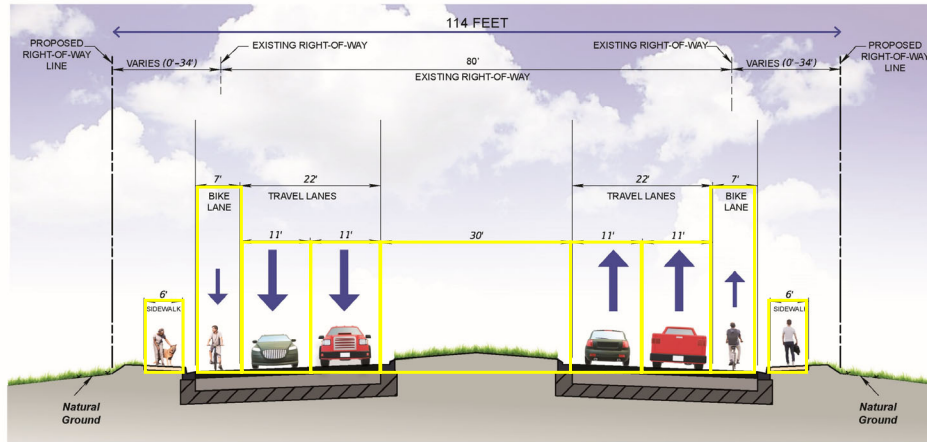 114 FEET
PROPOSED
RIGHT-OF-WAY
LINE
EXISTING RIGHT-OF-WAY
EXISTING RIGHT-OF-WAY
PROPOSED
RIGHT-OF-WAY
LINE
VARIES (0'-34')
80'
EXISTING RIGHT-OF-WAY
VARIES (0'-34')
7'
22'
22'
7'
BIKE
LANE
TRAVEL LANES
TRAVEL LANES
BIKE
LANE
11'
11'
30'
11'
11'
6'
SIDEWALK
6'
SIDEWALK
Natural
Ground
Natural
Ground